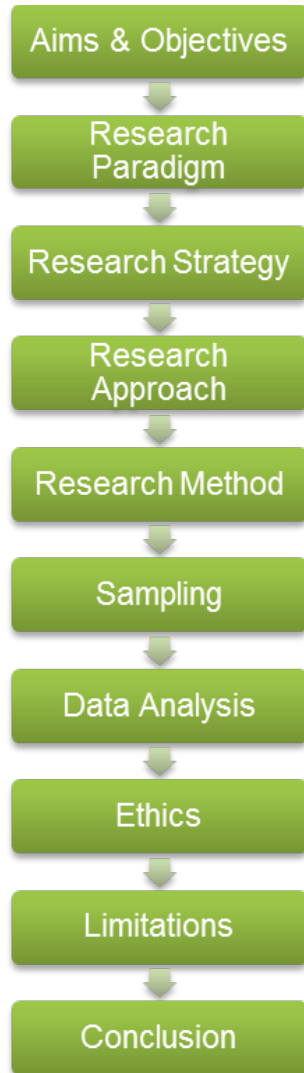 Aims & Objectives
Research
Paradigm
Research Strategy
Research
Approach
Research Method
Sampling
Data Analysis
Ethics
Limitations
Conclusion